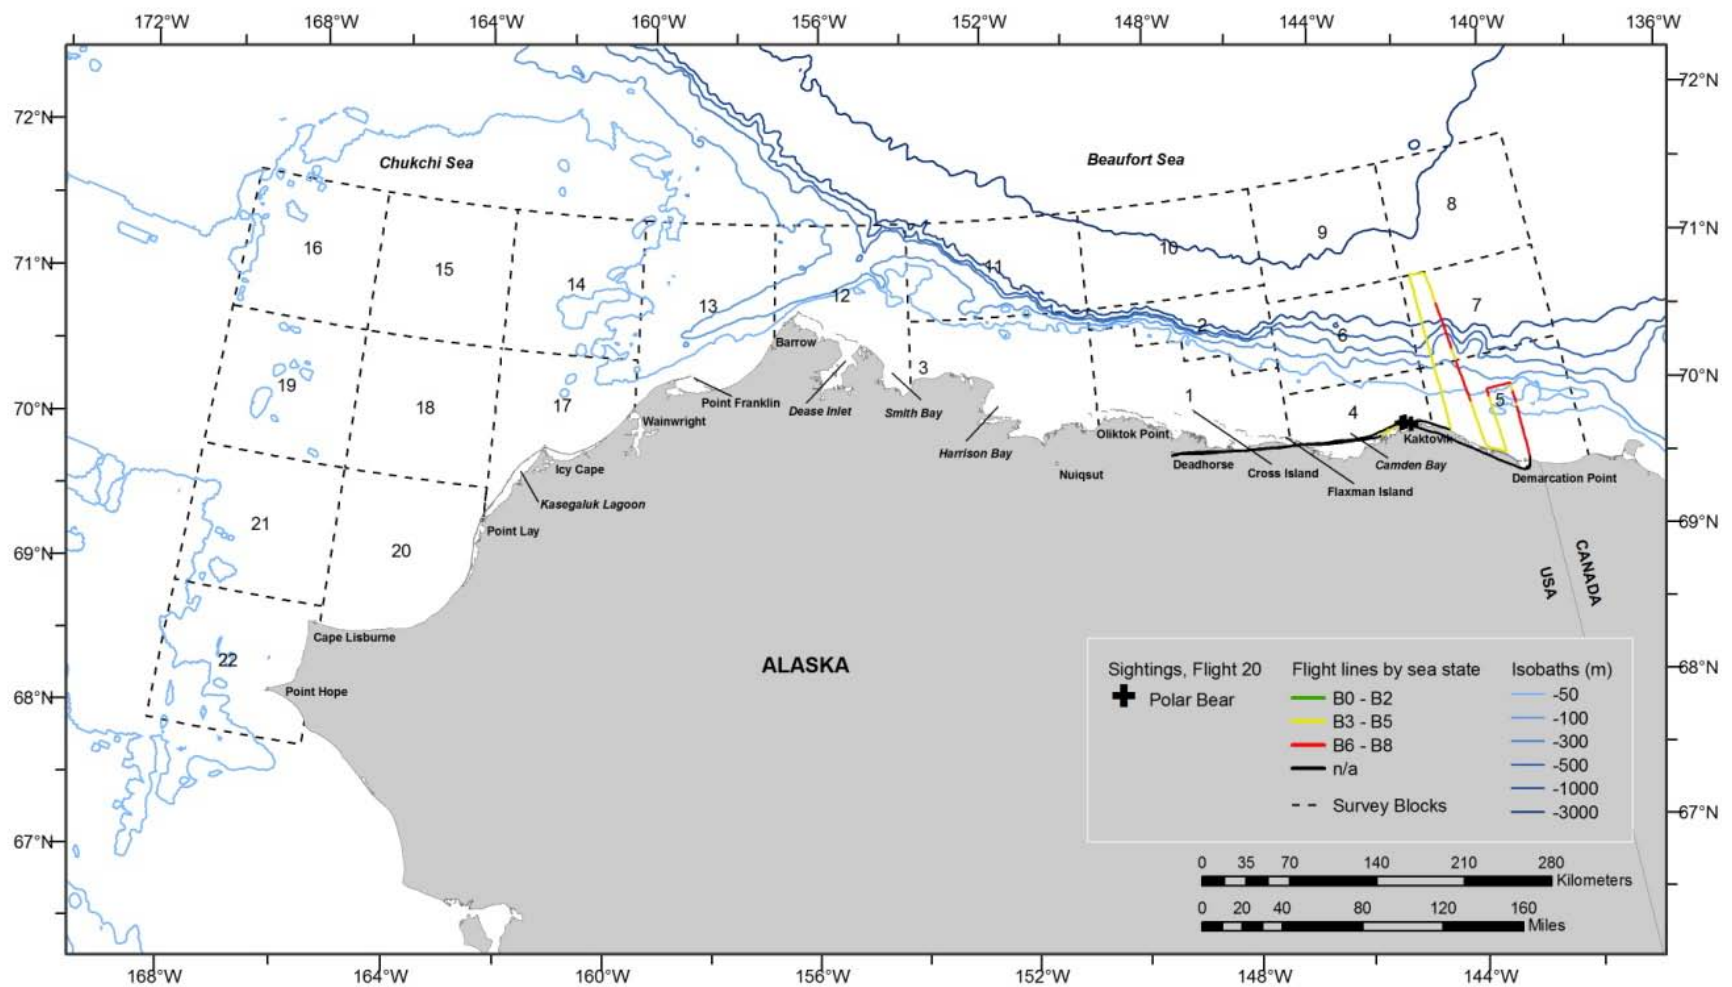 172°W 168°W 164°W 160°W 156°W 152°W 148°W 144°W 140°W 136°W
72°N
72°N
Chukchi Sea
Beaufort Sea
8
9
16
10
71°N
15
11
71°N
14
12
13
7
2
6
Barrow
3
70°N
19
1
5
18
17
Point Franklin
Dease Inlet
Smith Bay
4
70°N
Wainwright
Oliktok Point
Kaktovik
Harrison Bay
Icy Cape
Nuiqsut
Deadhorse
Cross Island
Camden Bay
Kasegaluk Lagoon
Flaxman Island
Demarcation Point
21
Point Lay
69°N
20
69°N
CANADA
USA
Cape Lisburne
22
ALASKA
68°N
Point Hope
68°N
Sightings, Flight 20
Polar Bear
Flight lines by sea state
B0 - B2
B3 - B5
B6 - B8
n/a
Survey Blocks
Isobaths (m)
-50
-100
-300
-500
-1000
-3000
67°N
67°N
0 35 70 140 210 280
Kilometers
0 20 40 80 120 160
Miles
168°W 164°W 160°W 156°W 152°W 148°W 144°W